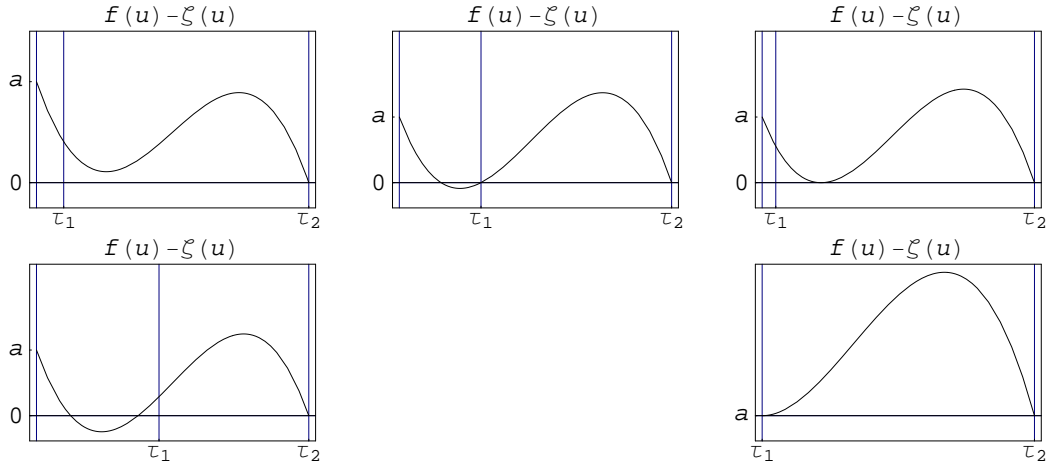 f(u)-ζ(u) f(u)-ζ(u) f(u)-ζ(u)
a a a
0 0 0
τ1 τ2 τ1 τ2 τ1 τ2
f(u)-ζ(u) f(u)-ζ(u)
a
0 a
τ1 τ2 τ1 τ2